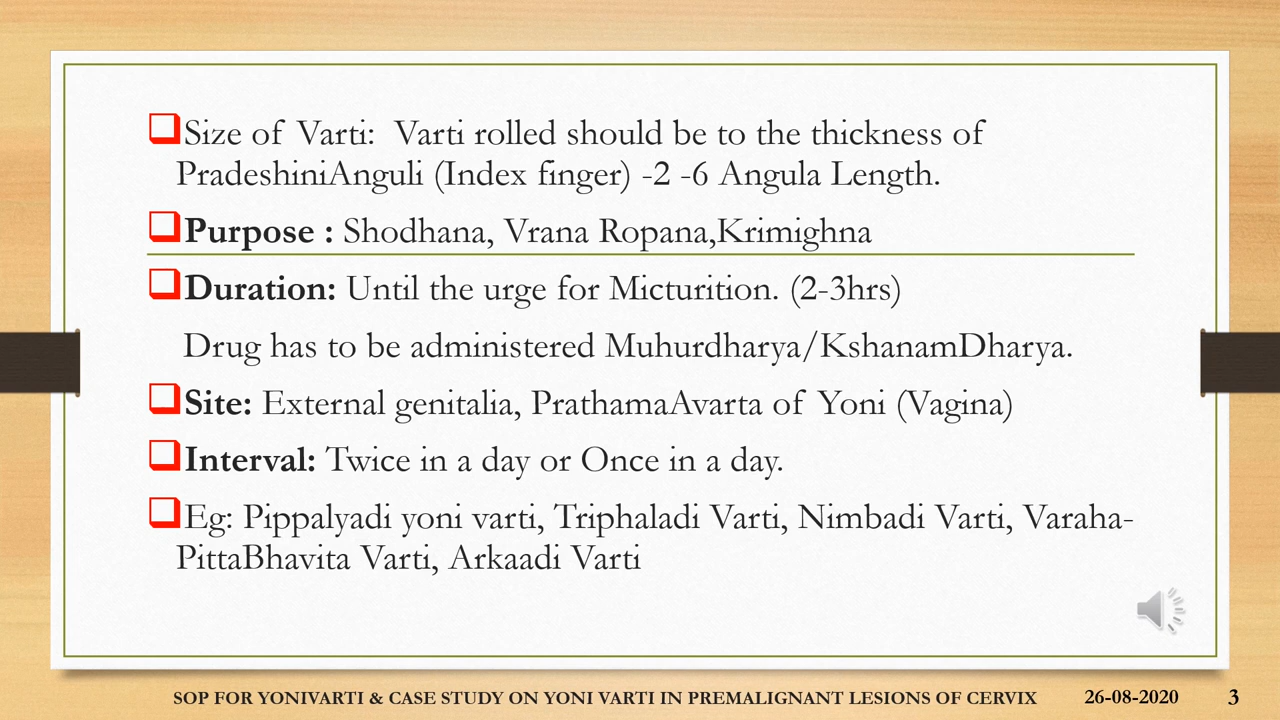 Size of Varti:  Varti rolled should be to the thickness of
PradeshiniAnguli (Index finger) -2 -6 Angula Length.
Purpose : Shodhana, Vrana Ropana,Krimighna
Duration: Until the urge for Micturition. (2-3hrs)
Drug has to be administered Muhurdharya/KshanamDharya.
Site: External genitalia, PrathamaAvarta of Yoni (Vagina)
Interval: Twice in a day or Once in a day.
Eg: Pippalyadi yoni varti, Triphaladi Varti, Nimbadi Varti, Varaha-
PittaBhavita Varti, Arkaadi Varti
SOP FOR YONIVARTI & CASE STUDY ON YONI VARTI IN PREMALIGNANT LESIONS OF CERVIX 26-08-2020 3